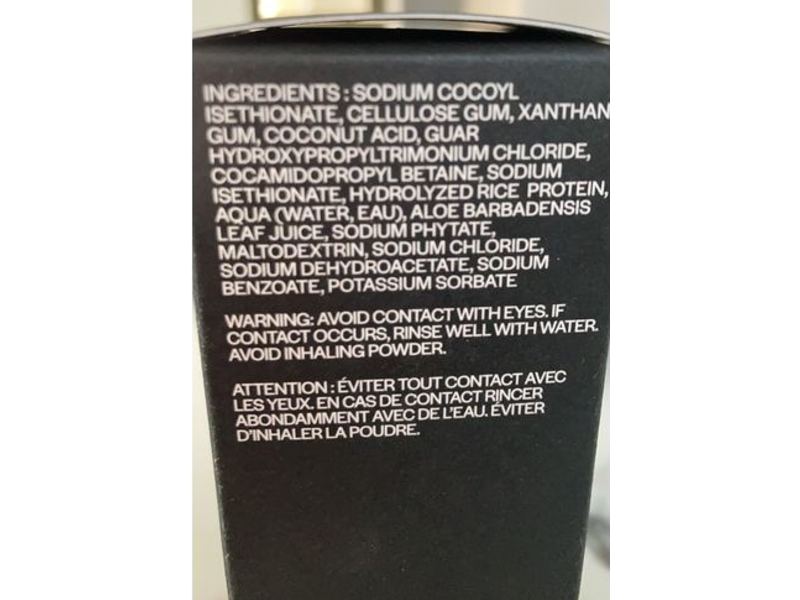 INGREDIENTS : SODIUM COCOYL
ISETHIONATE, CELLULOSE GUM, XANTHAN
GUM, COCONUT ACID, GUAR
HYDROXYPROPYLTRIMONIUM CHLORIDE,
COCAMIDOPROPYL BETAINE, SODIUM
ISETHIONATE, HYDROLYZED RICE PROTEIN,
AQUA (WATER, EAU), ALOE BARBADENSIS
LEAF JUICE, SODIUM PHYTATE,
MALTODEXTRIN, SODIUM CHLORIDE,
SODIUM DEHYDROACETATE, SODIUM
BENZOATE, POTASSIUM SORBATE
WARNING: AVOID CONTACT WITH EYES. IF
CONTACT OCCURS, RINSE WELL WITH WATER.
AVOID INHALING POWDER.
ATTENTION : ÉVITER TOUT CONTACT AVEC
LES YEUX. EN CAS DE CONTACT RINCER
ABONDAMMENT AVEC DE L'EAU. ÉVITER
D'INHALER LA POUDRE.